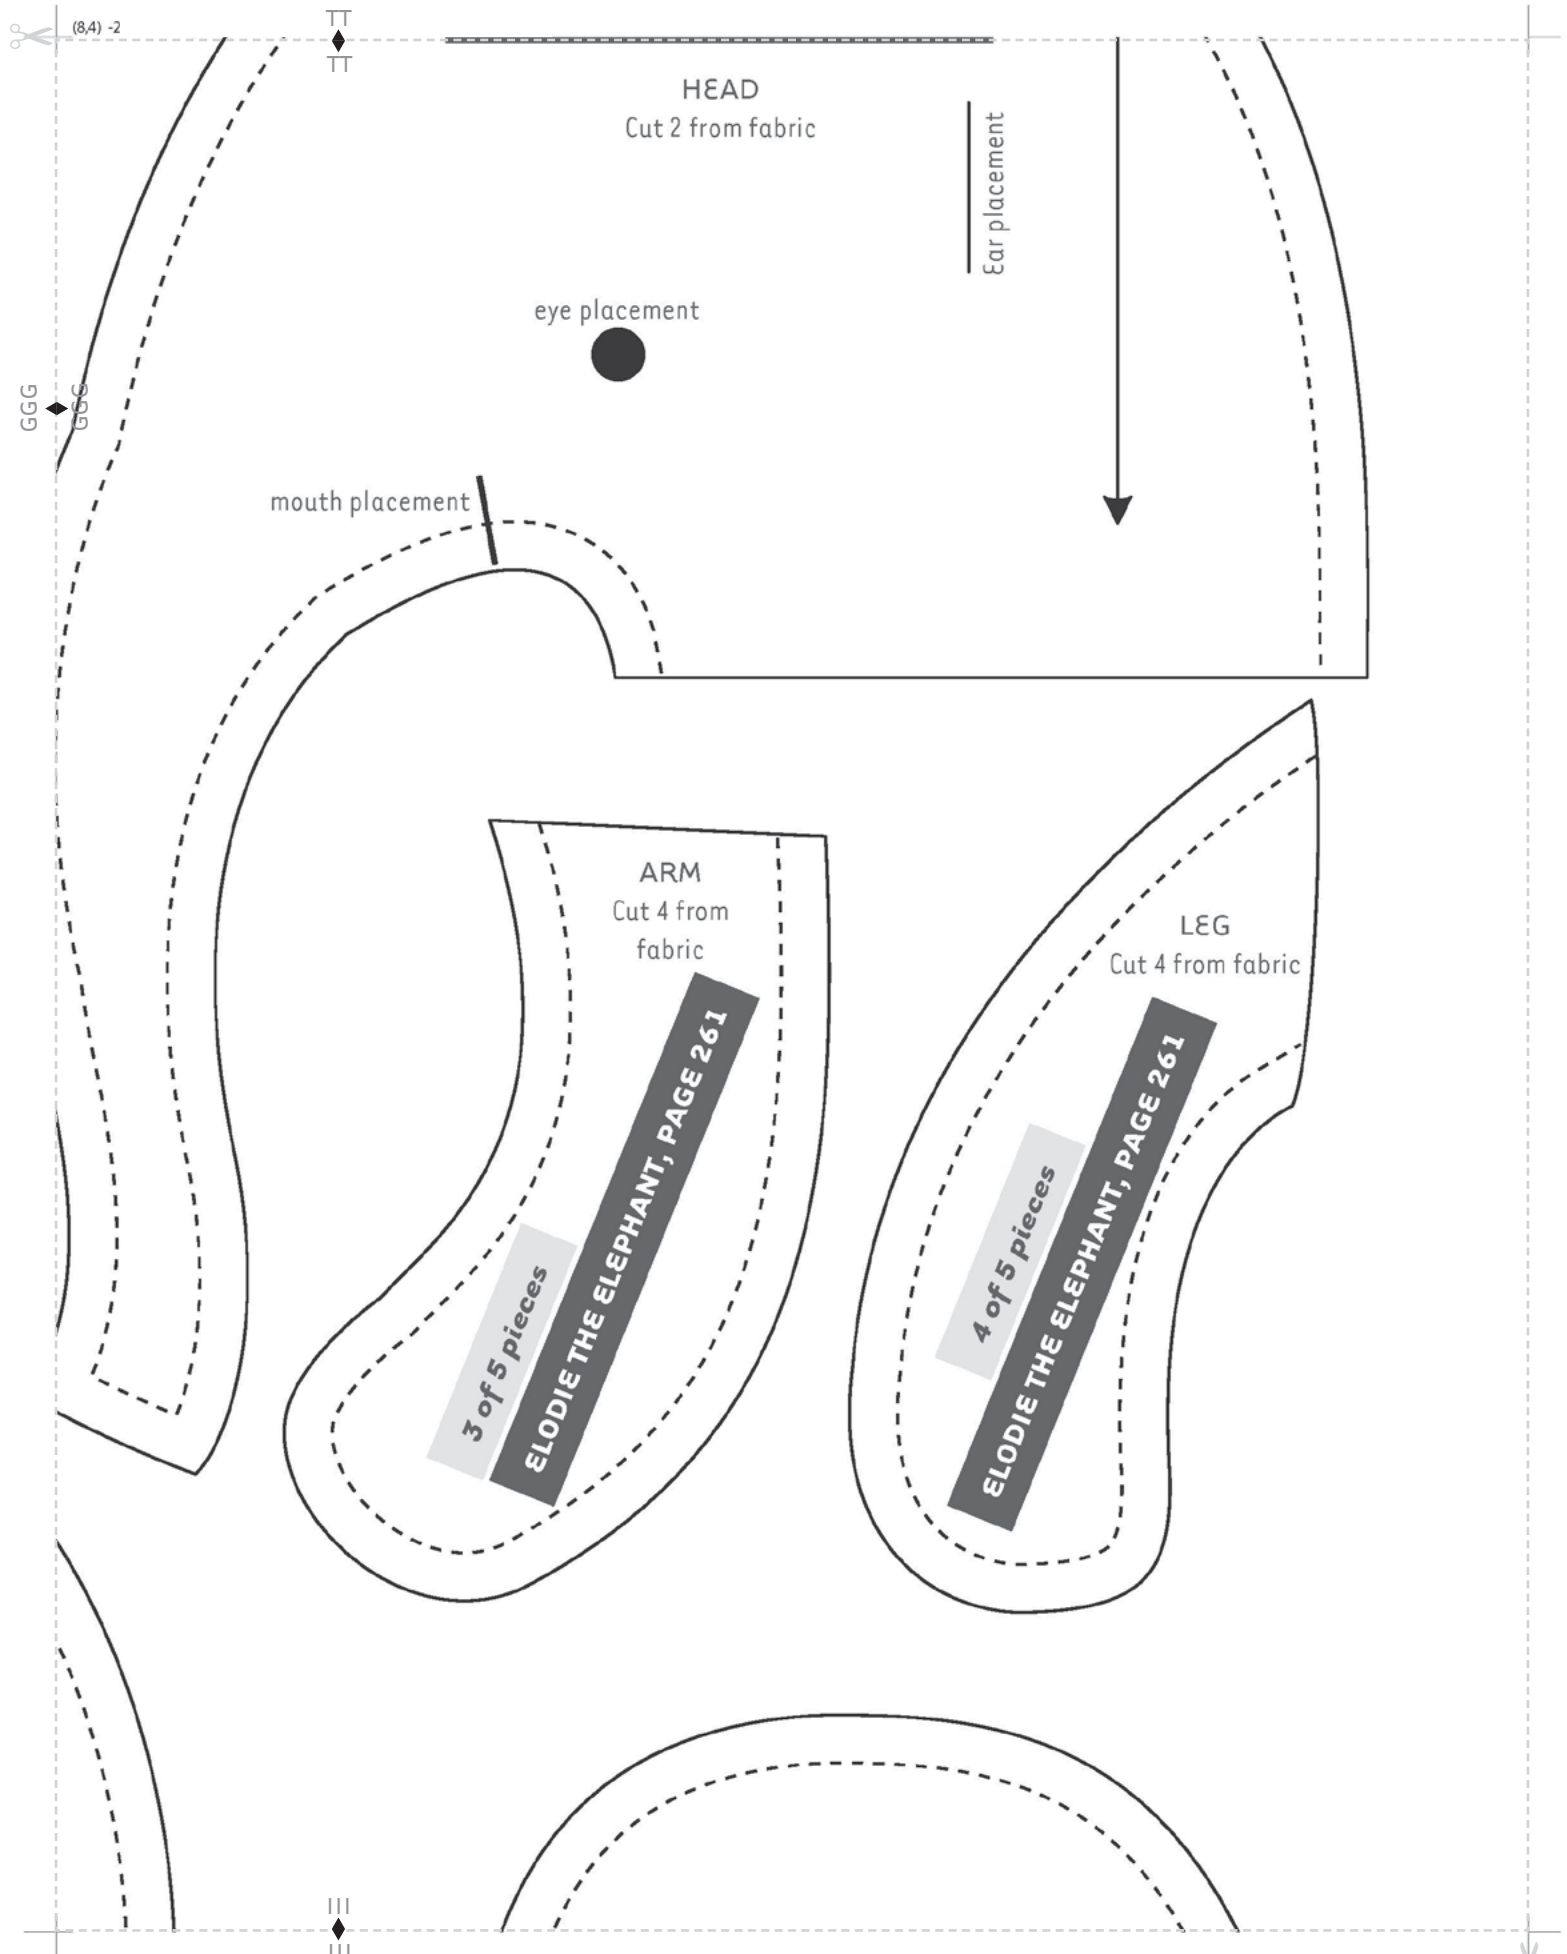 (8,4) -2
TT
TT
HEAD
Cut 2 from fabric
Ear placement
eye placement
GGG
GGG
mouth placement
ARM
Cut 4 from
fabric
LEG
Cut 4 from fabric
3 of 5 pieces
ELODIE THE ELEPHANT, PAGE 261
4 of 5 pieces
ELODIE THE ELEPHANT, PAGE 261
III
III